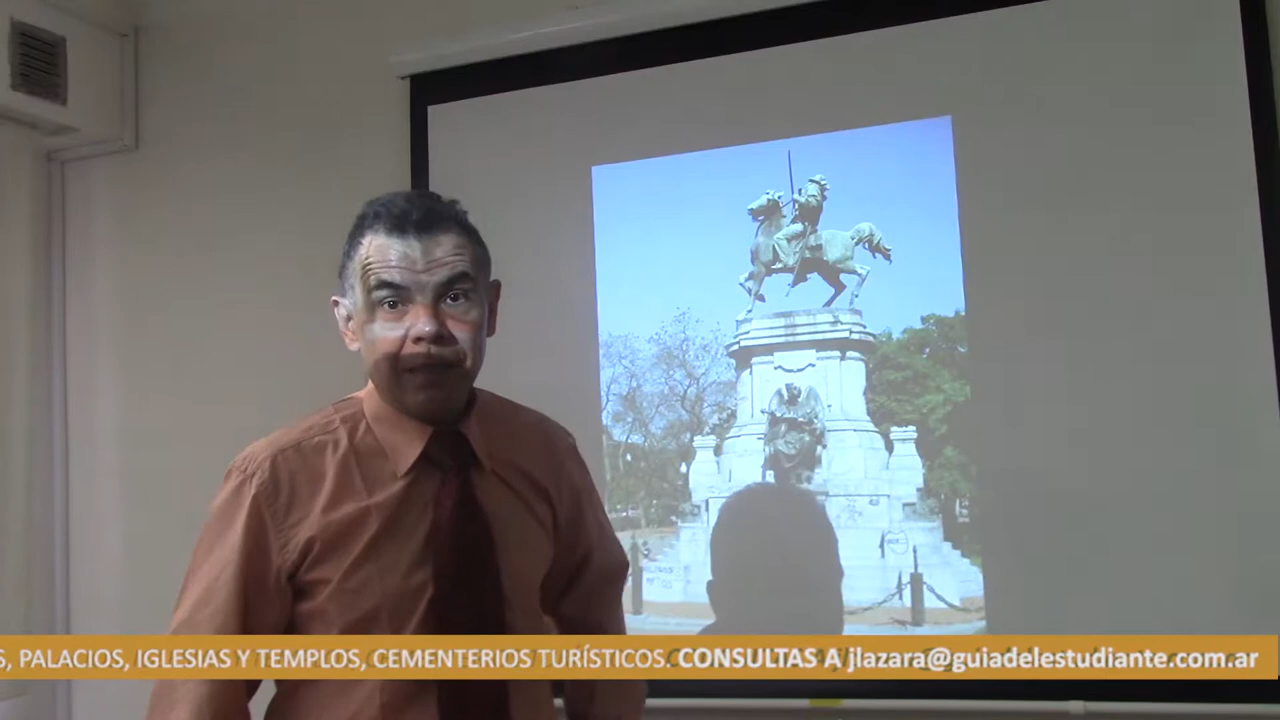 S, PALACIOS, IGLESIAS Y TEMPLOS, CEMENTERIOS TURÍSTICOS. CONSULTAS A jlazara@guiadelestudiante.com.ar